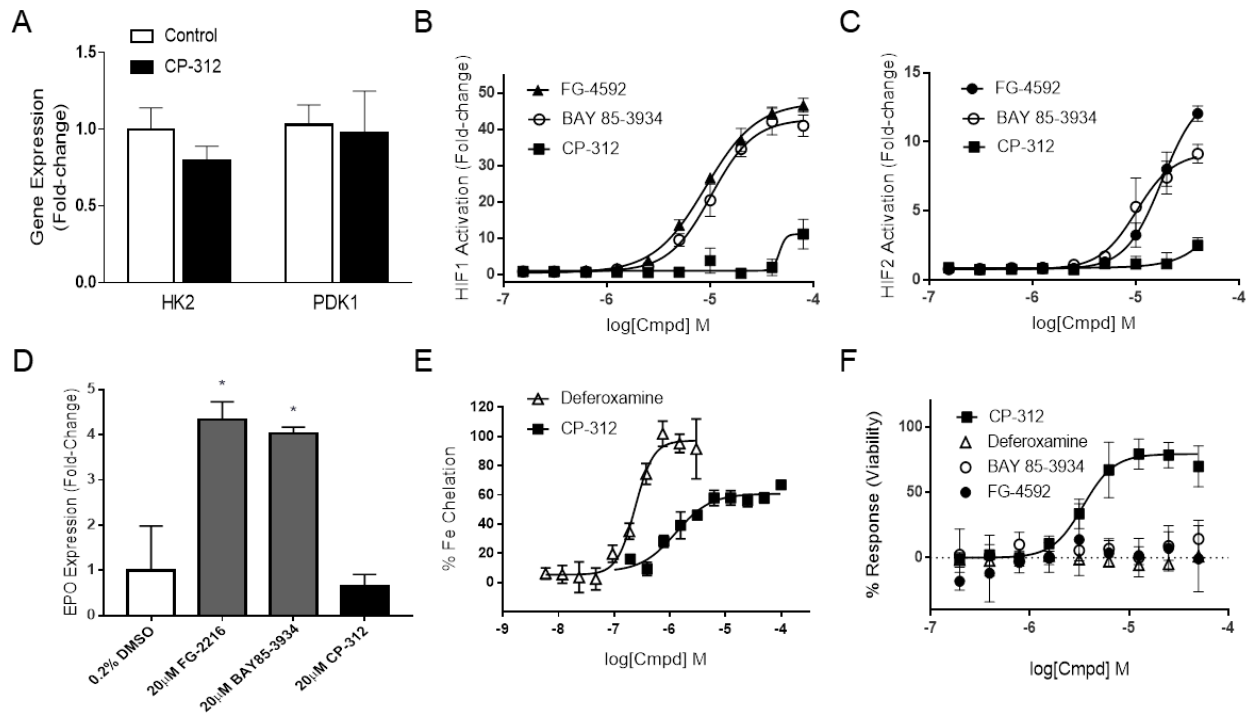 A
Control
CP-312
Gene Expression
(Fold-change)
1.5
1.0
0.5
0.0
HK2 PDK1
B
FG-4592
BAY 85-3934
CP-312
HIF1 Activation (Fold-change)
50
40
30
20
10
0
-7 -6 -5 -4
log[Cmpd] M
C
FG-4592
BAY 85-3934
CP-312
HIF2 Activation (Fold-change)
15
10
5
0
-7 -6 -5 -4
log[Cmpd] M
D
EPO Expression (Fold-Change)
5
4
3
2
1
0
* *
0.2% DMSO
20µM FG-2216
20µM BAY85-3934
20µM CP-312
E
Deferoxamine
CP-312
% Fe Chelation
120
100
80
60
40
20
0
-9 -8 -7 -6 -5 -4 -3
log[Cmpd] M
F
CP-312
Deferoxamine
BAY 85-3934
FG-4592
% Response (Viability)
100
50
0
-7 -6 -5 -4
log[Cmpd] M